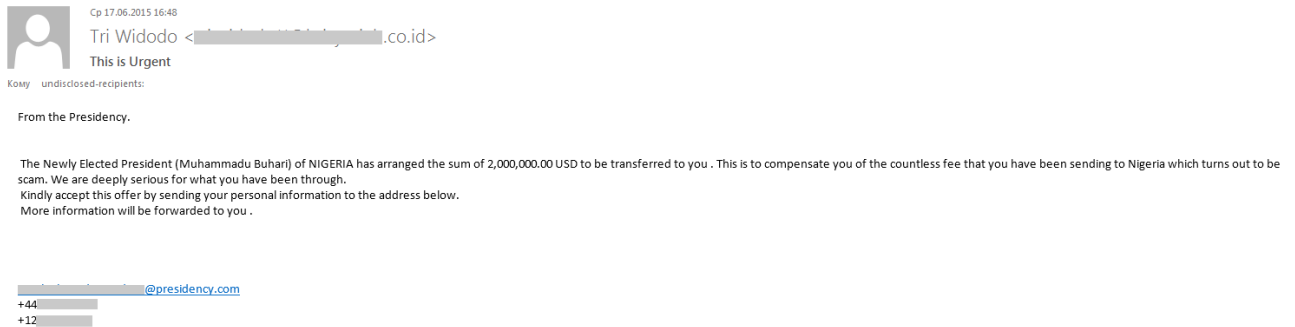 Ср 17.06.2015 16:48
Tri Widodo < .co.id>
This is Urgent
Кому undisclosed-recipients:
From the Presidency.
The Newly Elected President (Muhammadu Buhari) of NIGERIA has arranged the sum of 2,000,000.00 USD to be transferred to you . This is to compensate you of the countless fee that you have been sending to Nigeria which turns out to be
scam. We are deeply serious for what you have been through.
Kindly accept this offer by sending your personal information to the address below.
More information will be forwarded to you .
@presidency.com
+44
+12